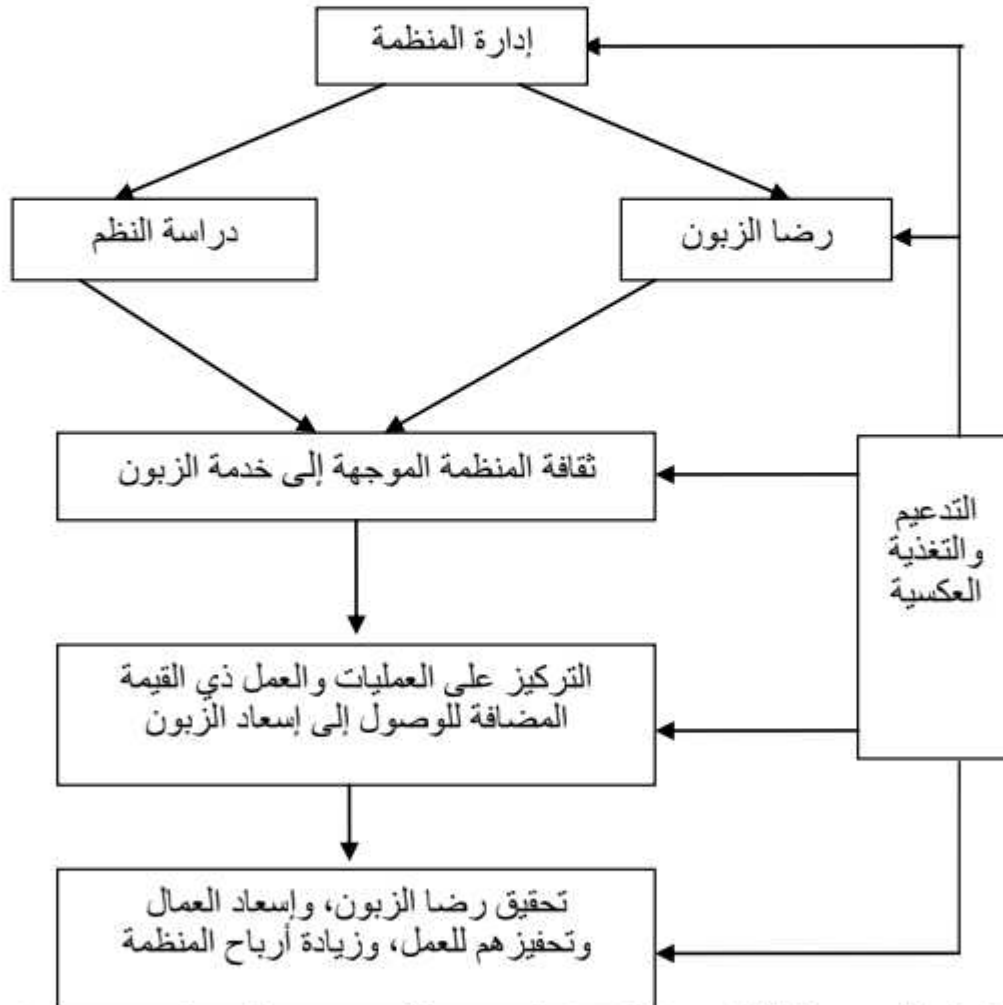 إدارة المنظمة
رضا الزبون
دراسة النظم
ثقافة المنظمة الموجهة إلى خدمة الزبون
التدعيم
والتغذية
العكسية
التركيز على العمليات والعمل ذي القيمة
المضافة للوصول إلى إسعاد الزبون
تحقيق رضا الزبون، وإسعاد العمال
وتحفيزهم للعمل، وزيادة أرباح المنظمة